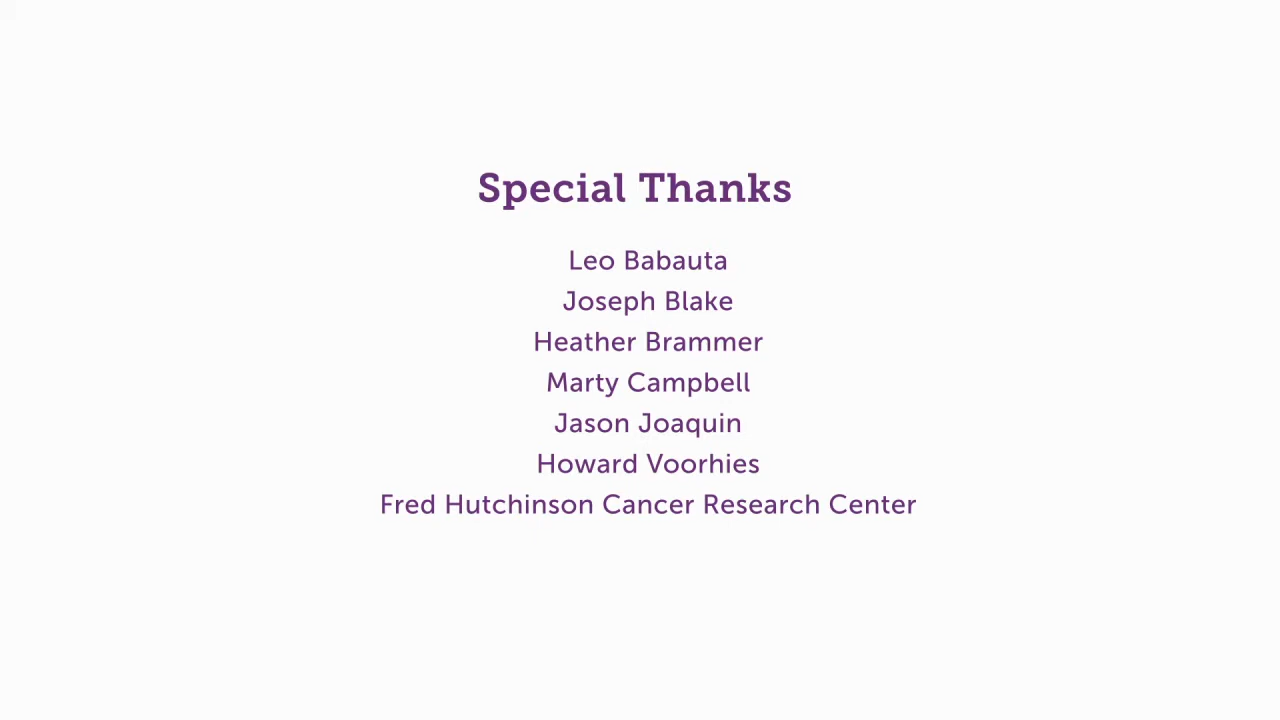 Special Thanks
Leo Babauta
Joseph Blake
Heather Brammer
Marty Campbell
Jason Joaquin
Howard Voorhies
Fred Hutchinson Cancer Research Center